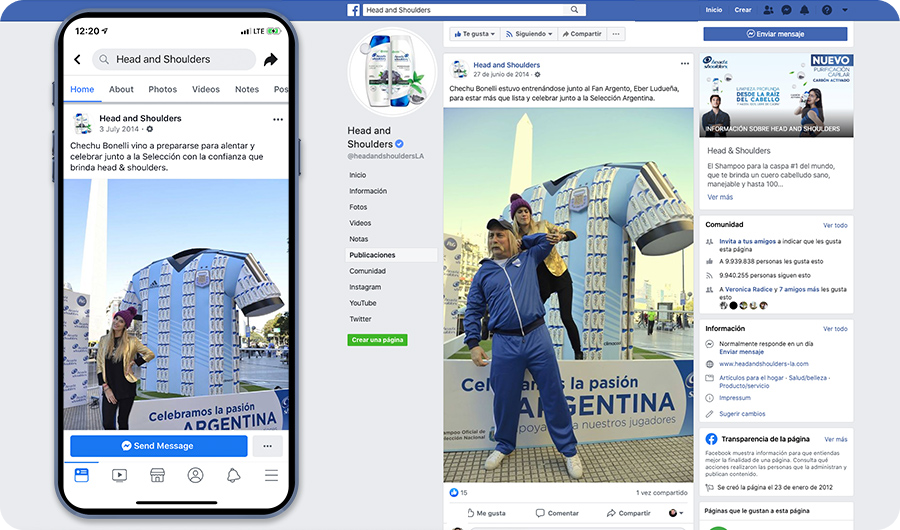 12:20
LTE
Head and Shoulders
Home About Photos Videos Notes Pos
Head and Shoulders
3 July 2014 ·
Chechu Bonelli vino a prepararse para alentar y
celebrar junto a la Selección con la confianza que
brinda head & shoulders.
Celebramos la pasión
ARGENTINA
Send Message
Head and Shoulders
Inicio Crear
Head and
Shoulders
@headandshouldersLA
Inicio
Información
Fotos
Videos
Notas
Publicaciones
Comunidad
Instagram
YouTube
Twitter
Crear una página
Te gusta Siguiendo Compartir
Head and Shoulders
27 de junio de 2014 ·
Chechu Bonelli estuvo entrenándose junto al Fan Argento, Eber Ludueña,
para estar más que lista y celebrar junto a la Selección Argentina.
P&G
Celebramos la pasión
ARGENTINA
apoya a nuestros jugadores
Shampoo Oficial de
Selección Nacional
15
1 vez compartido
Me gusta Comentar Compartir
Enviar mensaje
head & shoulders
NUEVO
PURIFICACIÓN
CAPILAR
CARBÓN ACTIVADO
LIMPIEZA PROFUNDA
DESDE LA RAÍZ
DEL CABELLO
INFORMACIÓN SOBRE HEAD AND SHOULDERS
Head & Shoulders
El Shampoo para la caspa #1 del mundo,
que te brinda un cuero cabelludo sano,
manejable y hasta 100...
Ver más
Comunidad Ver todo
Invita a tus amigos a indicar que les gusta
esta página
A 9.939.838 personas les gusta esto
9.940.255 personas siguen esto
A Veronica Radice y 7 amigos más les gusta
esto
Información Ver todo
Normalmente responde en un día
Enviar mensaje
www.headandshoulders-la.com
Artículos para el hogar · Salud/belleza ·
Producto/servicio
Impressum
Sugerir cambios
Transparencia de la página Ver más
Facebook muestra información para que entiendas
mejor la finalidad de una página. Consulta qué
acciones realizaron las personas que la administran y
publican contenido.
Se creó la página el 23 de enero de 2012
Páginas que le gustan a esta página